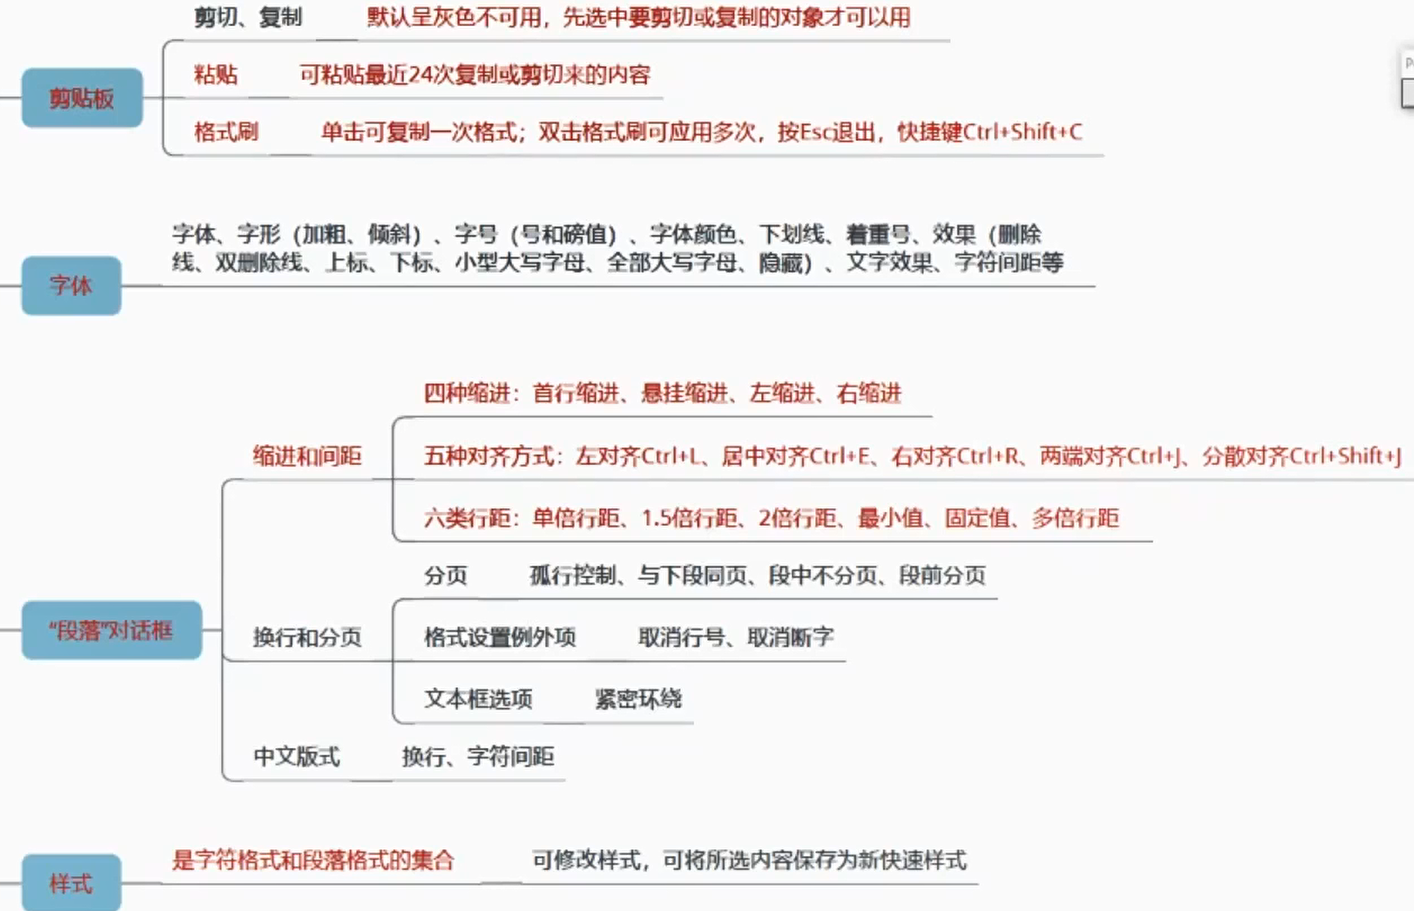 剪切、复制 默认呈灰色不可用，先选中要剪切或复制的对象才可以用
剪贴板
粘贴 可粘贴最近24次复制或剪切来的内容
格式刷 单击可复制一次格式；双击格式刷可应用多次，按Esc退出，快捷键Ctrl+Shift+C
字体
字体、字形（加粗、倾斜）、字号（号和磅值）、字体颜色、下划线、着重号、效果（删除
线、双删除线、上标、下标、小型大写字母、全部大写字母、隐藏）、文字效果、字符间距等
“段落”对话框
缩进和间距
四种缩进：首行缩进、悬挂缩进、左缩进、右缩进
五种对齐方式：左对齐Ctrl+L、居中对齐Ctrl+E、右对齐Ctrl+R、两端对齐Ctrl+J、分散对齐Ctrl+Shift+J
六类行距：单倍行距、1.5倍行距、2倍行距、最小值、固定值、多倍行距
换行和分页
分页 孤行控制、与下段同页、段中不分页、段前分页
格式设置例外项 取消行号、取消断字
文本框选项 紧密环绕
中文版式 换行、字符间距
样式
是字符格式和段落格式的集合 可修改样式，可将所选内容保存为新快速样式